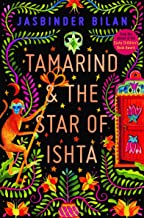 JASBINDER BILAN
TAMARIND
& THE
STAR OF
ISHTA